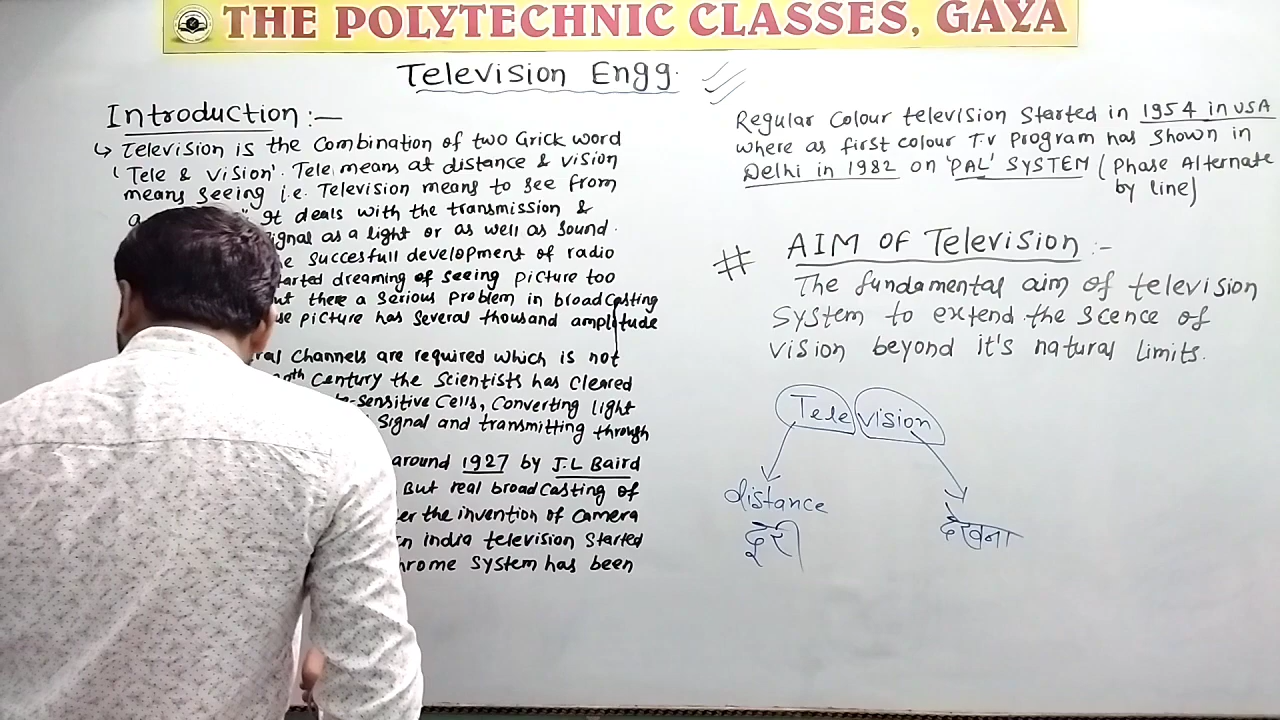 THE POLYTECHNIC CLASSES, GAYA
Television Engg.
Introduction :-
Television is the Combination of two Grick word
'Tele & Vision'. Tele means at distance & vision
means seeing i.e. Television means to see from
a " It deals with the transmission &
signal as a light or as well as sound.
succesfull development of radio
started dreaming of seeing picture too
But there a serious problem in broadcasting
picture has several thousand amplitude
channels are required which is not
Century the Scientists has cleared
sensitive Cells, Converting light
signal and transmitting through
around 1927 by J.L Baird
But real broadcasting of
the invention of camera
In india television started
system has been
Regular Colour television started in 1954 in USA
where as first colour T.V Program has shown in
Delhi in 1982 on 'PAL' SYSTEM (Phase Alternate
by line)
# AIM OF Television :-
The fundamental aim of television
System to extend the scence of
vision beyond it's natural limits.
Tele vision
distance
दूरी देखना